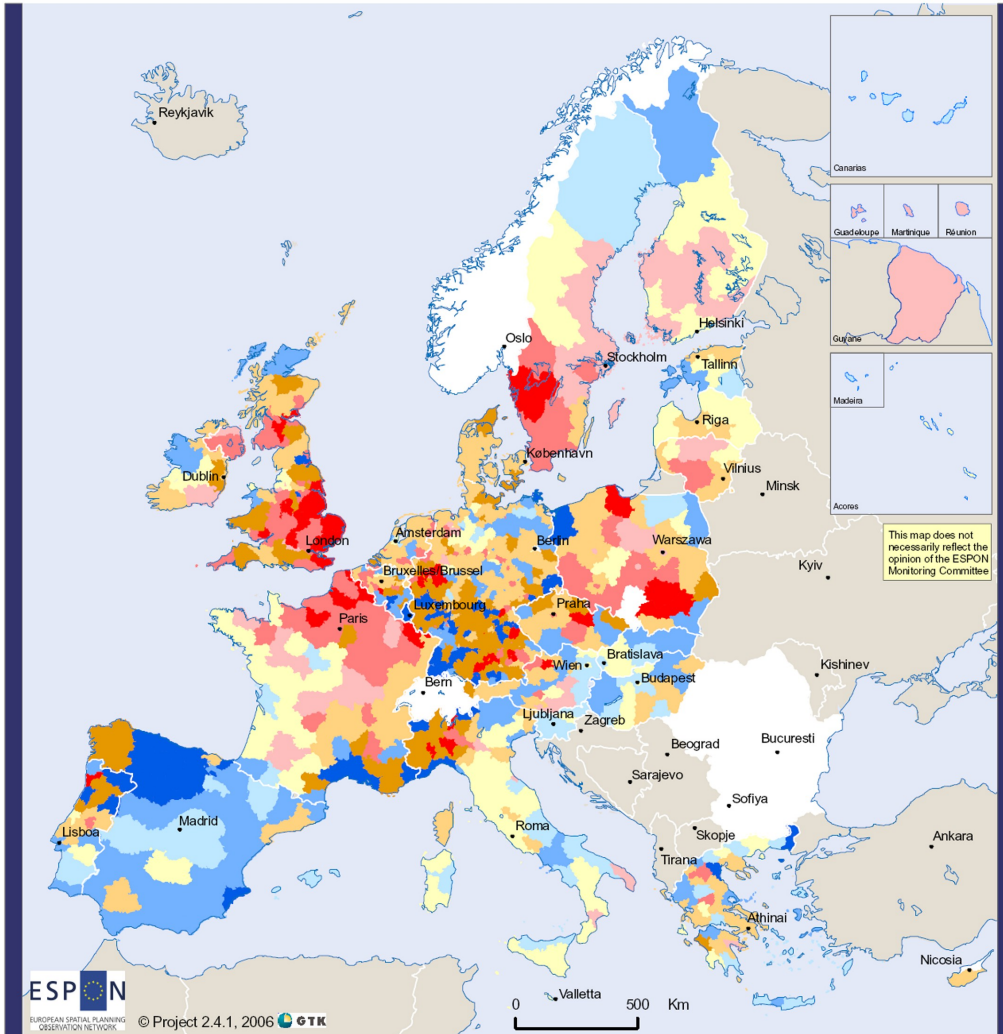 Reykjavik
Canarias
Guadeloupe
Martinique
Réunion
Guyane
Oslo
Helsinki
Stockholm
Tallinn
Madeira
Riga
København
Dublin
Vilnius
Minsk
Acores
London
Amsterdam
Berlin
Warszawa
This map does not
necessarily reflect the
opinion of the ESPON
Monitoring Committee
Bruxelles/Brussel
Kyiv
Luxembourg
Praha
Paris
Wien
Bratislava
Kishinev
Bern
Budapest
Ljubljana
Zagreb
Beograd
Bucuresti
Sarajevo
Sofiya
Madrid
Lisboa
Roma
Skopje
Ankara
Tirana
Athinai
Nicosia
Valletta
0 500 Km
ESPON
EUROPEAN SPATIAL PLANNING
OBSERVATION NETWORK
© Project 2.4.1, 2006 GTK